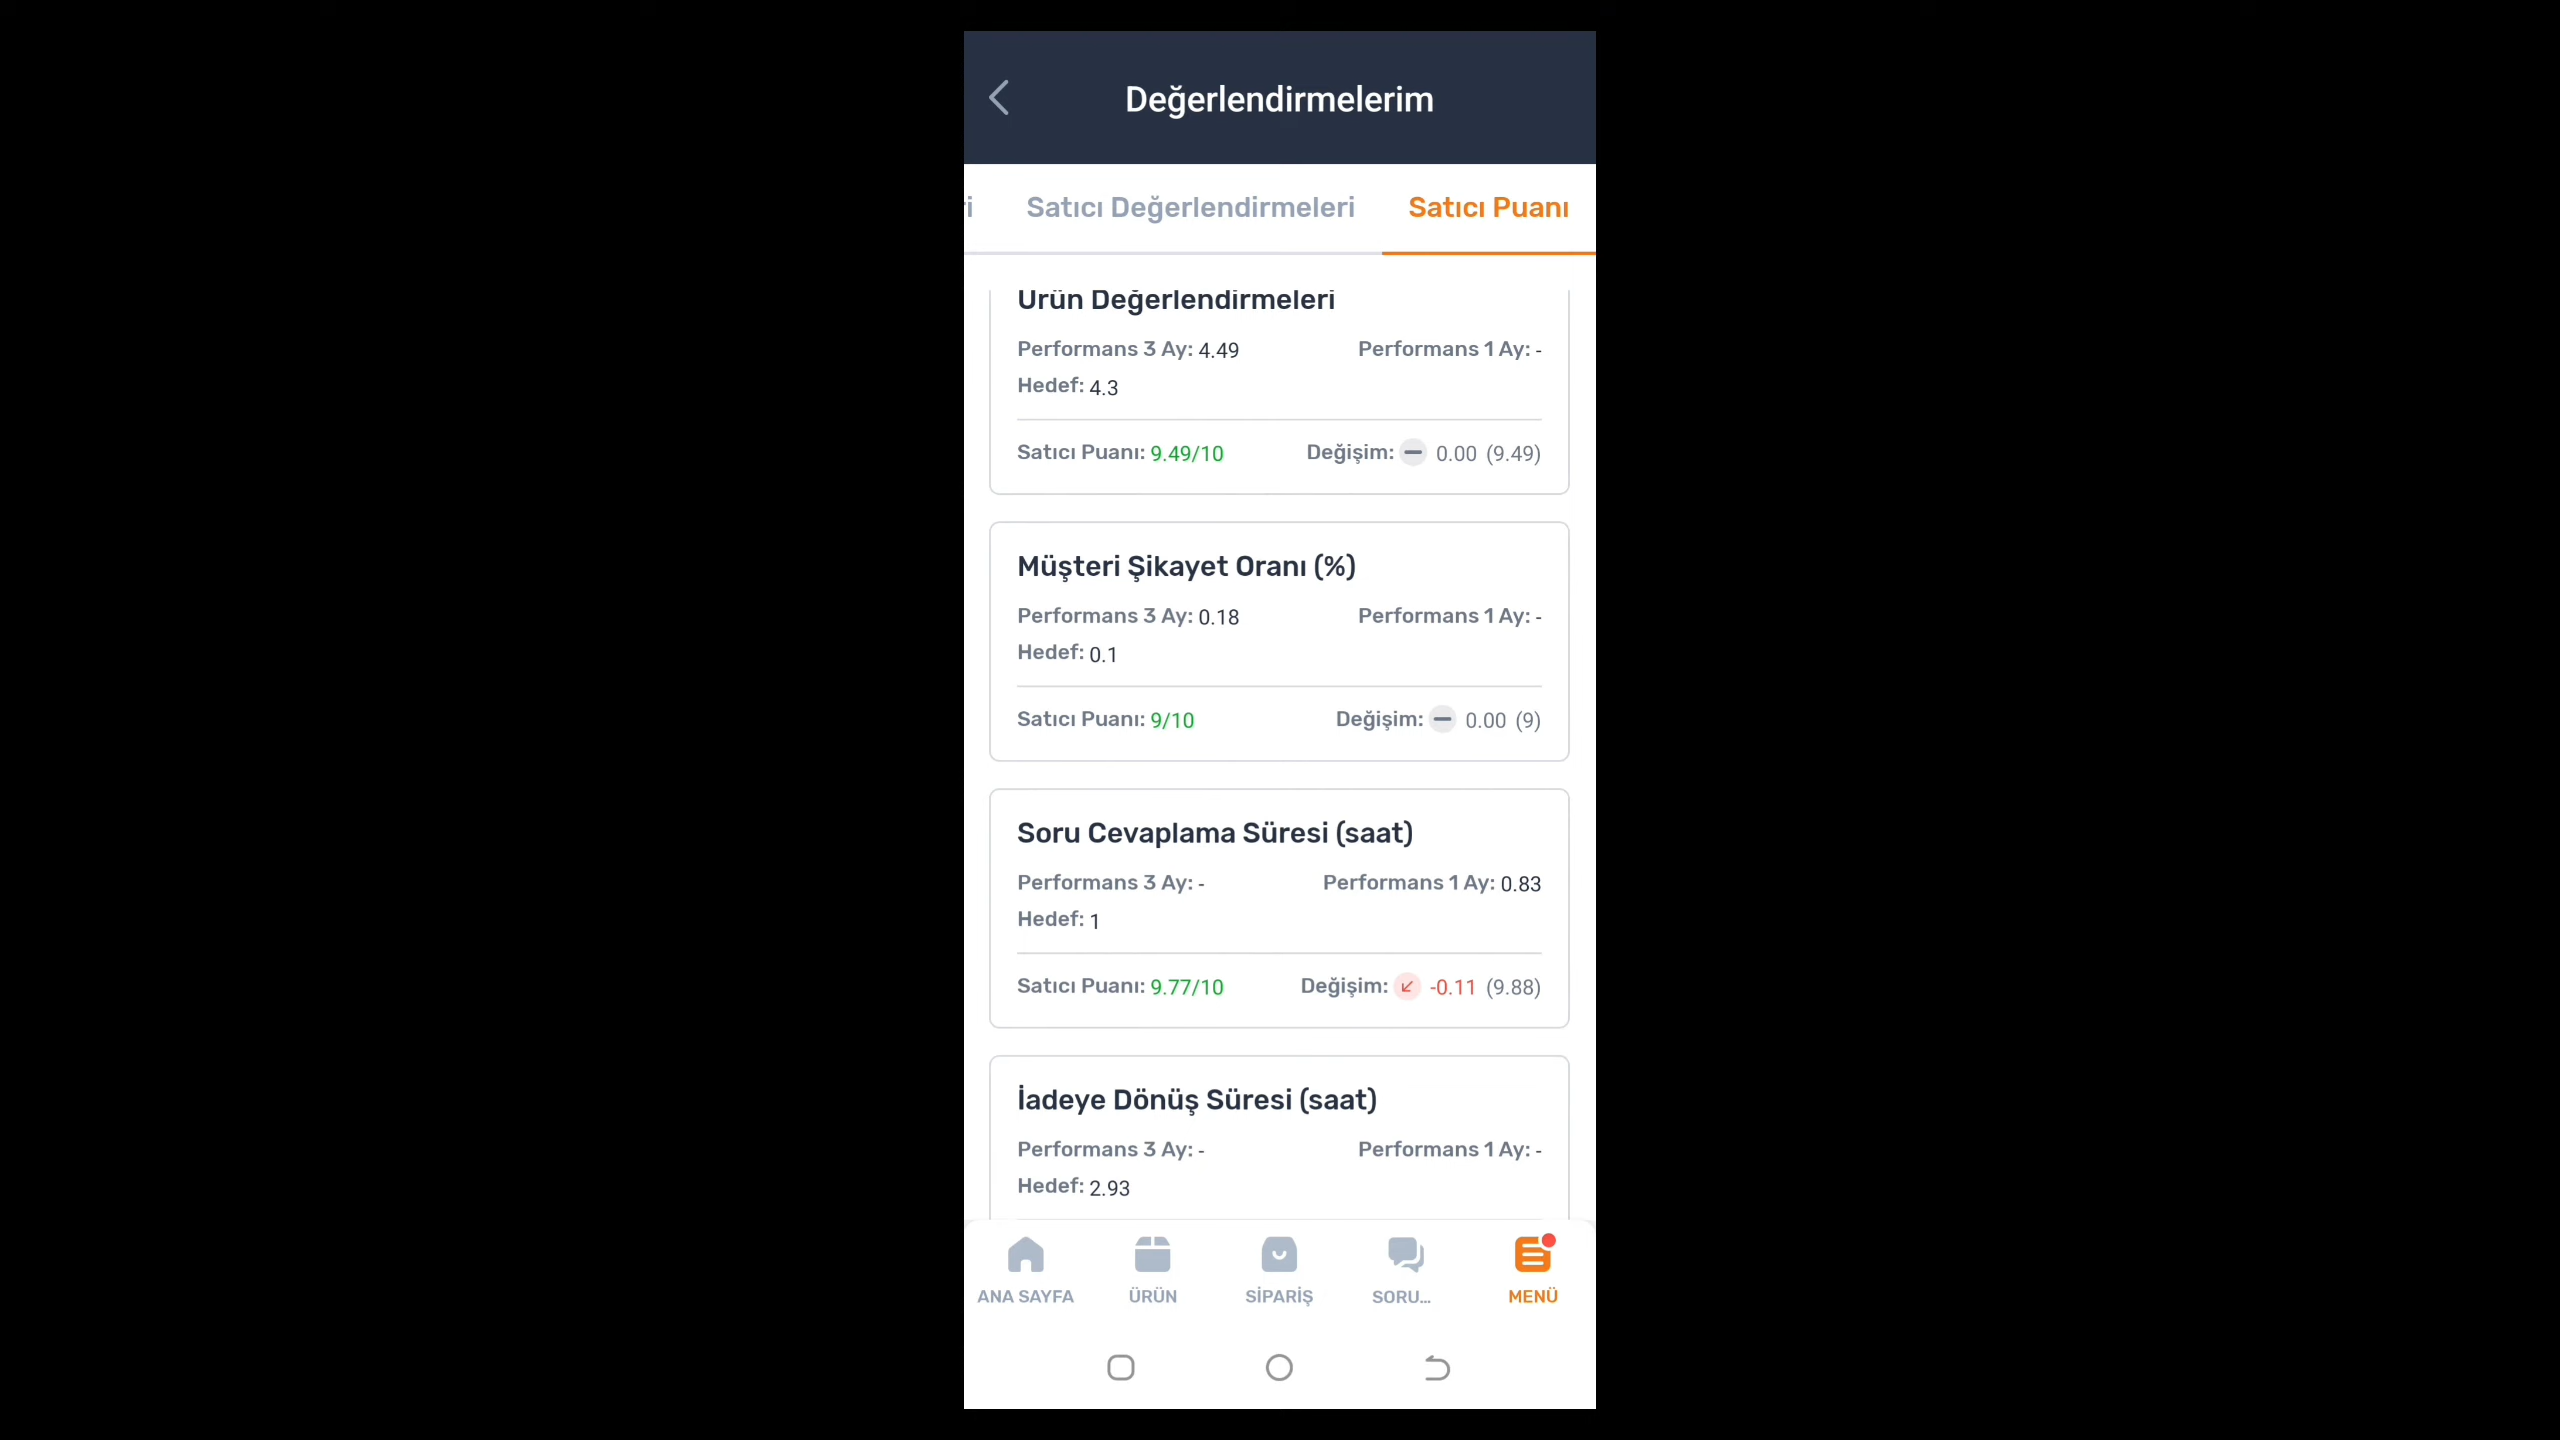 Değerlendirmelerim
ri Satıcı Değerlendirmeleri Satıcı Puanı
Ürün Değerlendirmeleri
Performans 3 Ay: 4.49 Performans 1 Ay: -
Hedef: 4.3
Satıcı Puanı: 9.49/10 Değişim: 0.00 (9.49)
Müşteri Şikayet Oranı (%)
Performans 3 Ay: 0.18 Performans 1 Ay: -
Hedef: 0.1
Satıcı Puanı: 9/10 Değişim: 0.00 (9)
Soru Cevaplama Süresi (saat)
Performans 3 Ay: - Performans 1 Ay: 0.83
Hedef: 1
Satıcı Puanı: 9.77/10 Değişim: -0.11 (9.88)
İadeye Dönüş Süresi (saat)
Performans 3 Ay: - Performans 1 Ay: -
Hedef: 2.93
ANA SAYFA ÜRÜN SİPARİŞ SORU... MENÜ